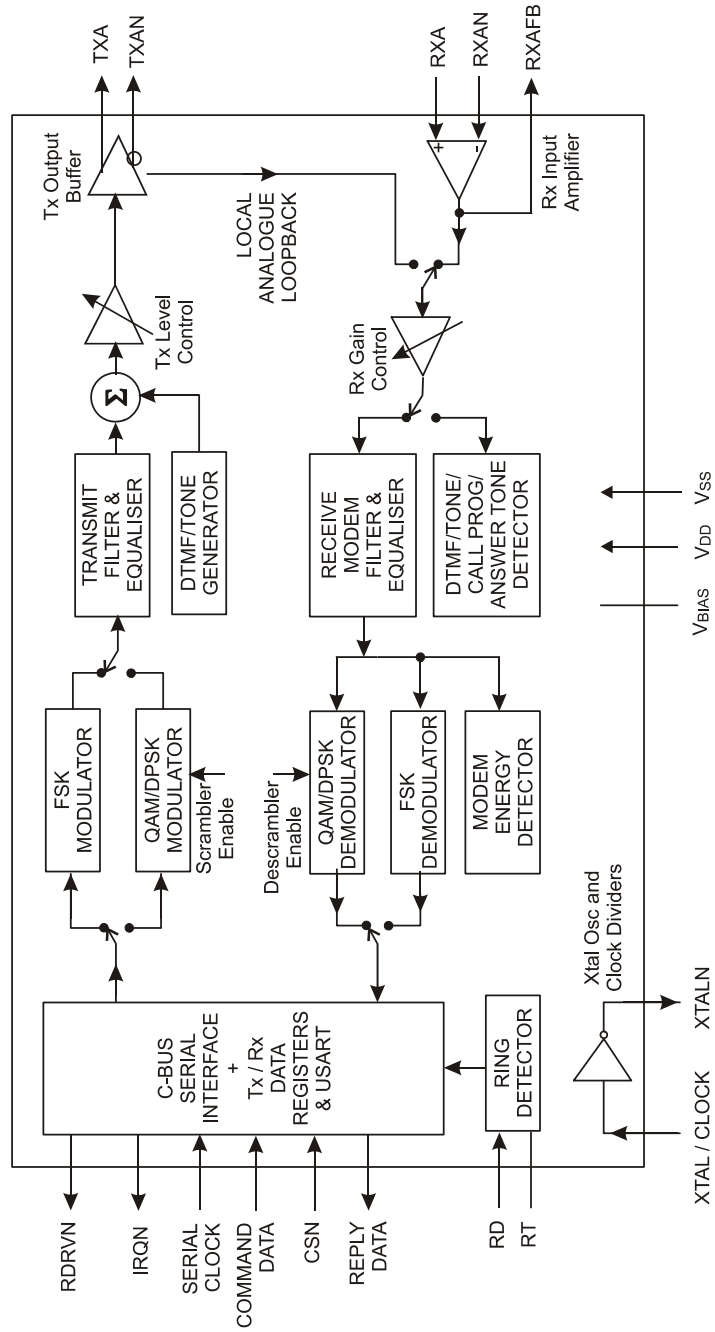 RDRVN
IRQN
SERIAL
CLOCK
COMMAND
DATA
CSN
REPLY
DATA
RD
RT
C-BUS
SERIAL
INTERFACE
+
Tx / Rx
DATA
REGISTERS
& USART
RING
DETECTOR
XTAL / CLOCK
XTALN
Xtal Osc and
Clock Dividers
FSK
MODULATOR
QAM/DPSK
MODULATOR
Scrambler
Enable
Descrambler
Enable
QAM/DPSK
DEMODULATOR
FSK
DEMODULATOR
MODEM
ENERGY
DETECTOR
TRANSMIT
FILTER &
EQUALISER
DTMF/TONE
GENERATOR
RECEIVE
MODEM
FILTER &
EQUALISER
DTMF/TONE/
CALL PROG/
ANSWER TONE
DETECTOR
VBIAS
VDD
VSS
Σ
Tx Level
Control
Rx Gain
Control
LOCAL
ANALOGUE
LOOPBACK
Tx Output
Buffer
+
-
Rx Input
Amplifier
TXA
TXAN
RXA
RXAN
RXAFB